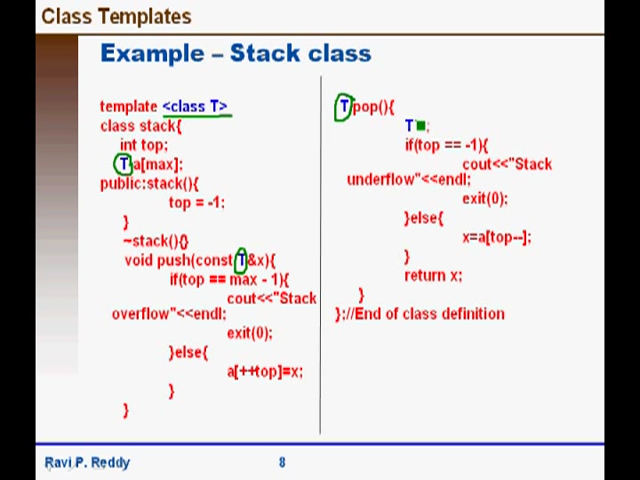 Class Templates
Example – Stack class
template <class T>
class stack{
int top;
T a[max];
public:stack(){
top = -1;
}
~stack(){}
void push(const T &x){
if(top == max - 1){
cout<<"Stack
overflow"<<endl;
exit(0);
}else{
a[++top]=x;
}
}
T pop(){
T
if(top == -1){
cout<<"Stack
underflow"<<endl;
exit(0);
}else{
x=a[top--];
}
return x;
}
};//End of class definition
Ravi P. Reddy
8